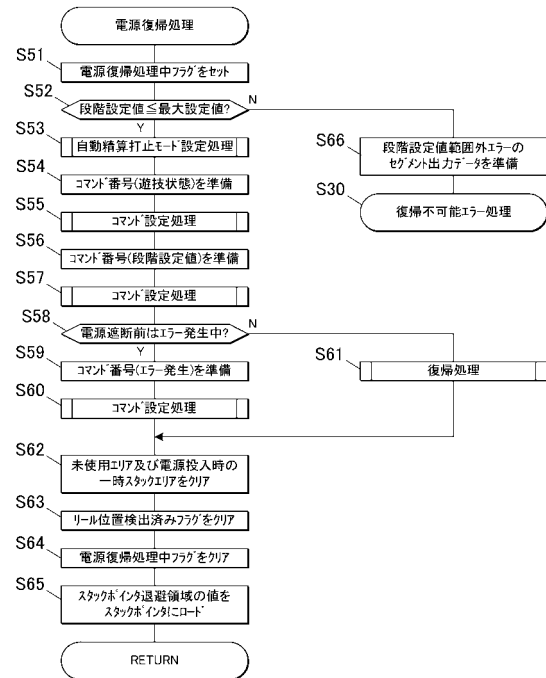 電源復帰処理
S51
電源復帰処理中フラグをセット
S52
段階設定値≦最大設定値?
N
Y
S53
自動精算打止モード設定処理
S66
段階設定値範囲外エラーの
セグメント出力データを準備
S54
コマンド番号(遊技状態)を準備
S30
復帰不可能エラー処理
S55
コマンド設定処理
S56
コマンド番号(段階設定値)を準備
S57
コマンド設定処理
S58
電源遮断前はエラー発生中?
N
Y
S59
コマンド番号(エラー発生)を準備
S61
復帰処理
S60
コマンド設定処理
S62
未使用エリア及び電源投入時の
一時スタックエリアをクリア
S63
リール位置検出済みフラグをクリア
S64
電源復帰処理中フラグをクリア
S65
スタックポインタ退避領域の値を
スタックポインタにロード
RETURN